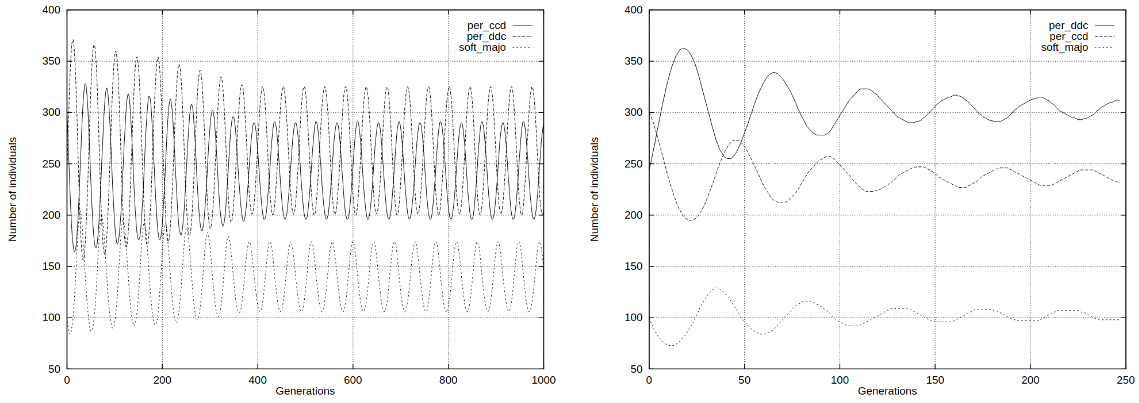 400
350
300
250
200
150
100
50
0 200 400 600 800 1000
Number of individuals
Generations
per_ccd
per_ddc
soft_majo
400
350
300
250
200
150
100
50
0 50 100 150 200 250
Number of individuals
Generations
per_ddc
per_ccd
soft_majo